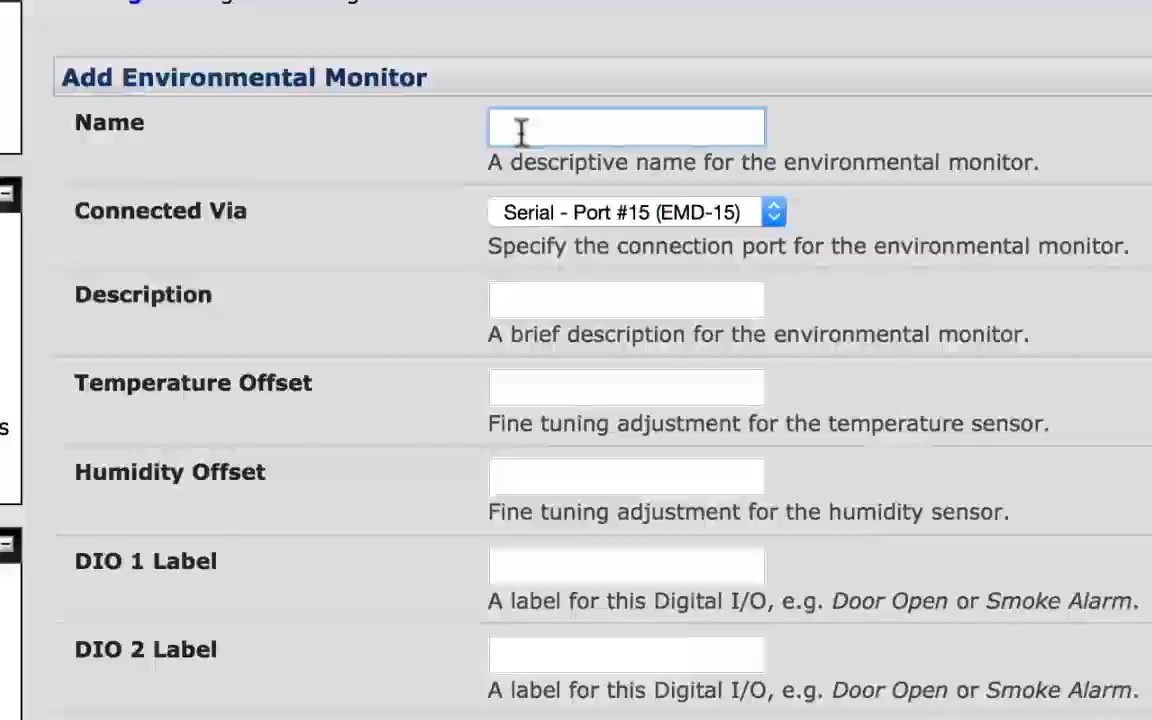 Add Environmental Monitor
Name
A descriptive name for the environmental monitor.
Connected Via
Serial - Port #15 (EMD-15)
Specify the connection port for the environmental monitor.
Description
A brief description for the environmental monitor.
Temperature Offset
Fine tuning adjustment for the temperature sensor.
s
Humidity Offset
Fine tuning adjustment for the humidity sensor.
DIO 1 Label
A label for this Digital I/O, e.g. Door Open or Smoke Alarm.
DIO 2 Label
A label for this Digital I/O, e.g. Door Open or Smoke Alarm.